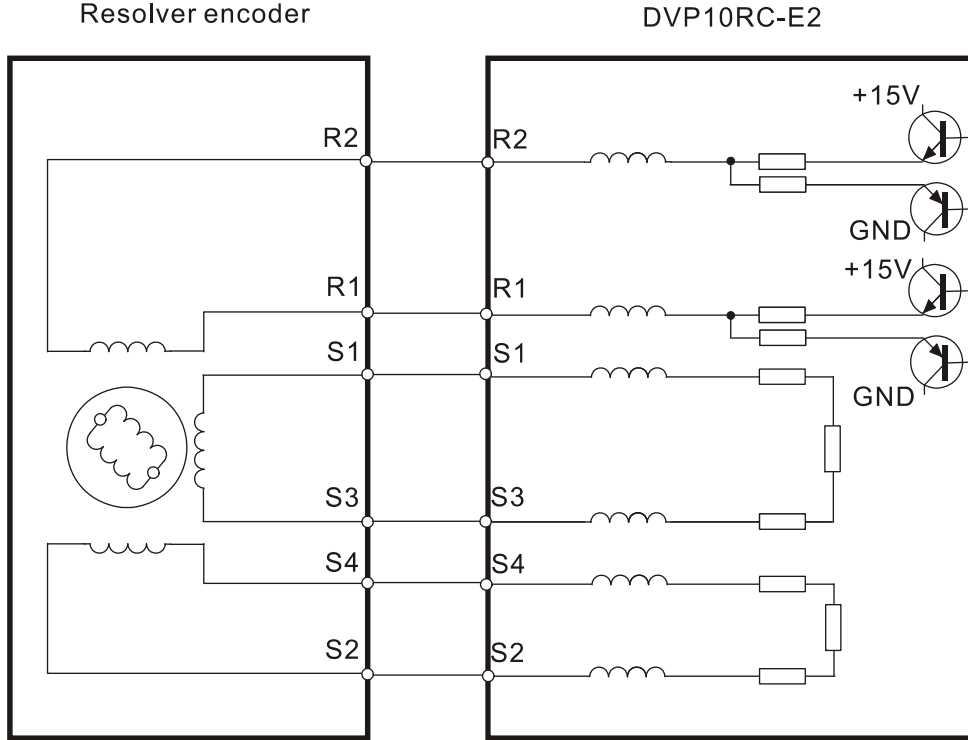 Resolver encoder
DVP10RC-E2
+15V
R2
R2
GND
+15V
R1
R1
S1
S1
GND
S3
S3
S4
S4
S2
S2